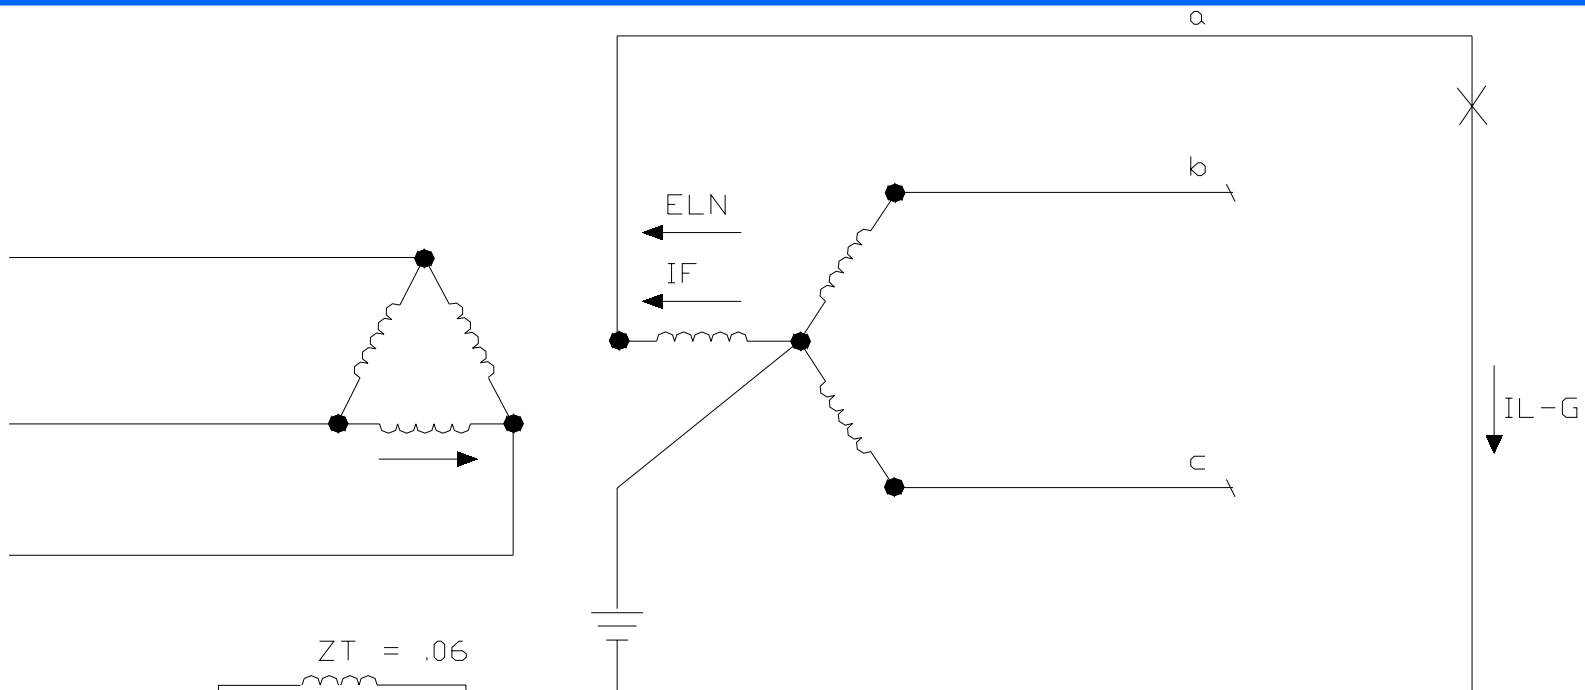 a
b
ELN
IF
IL-G
c
ZT = .06